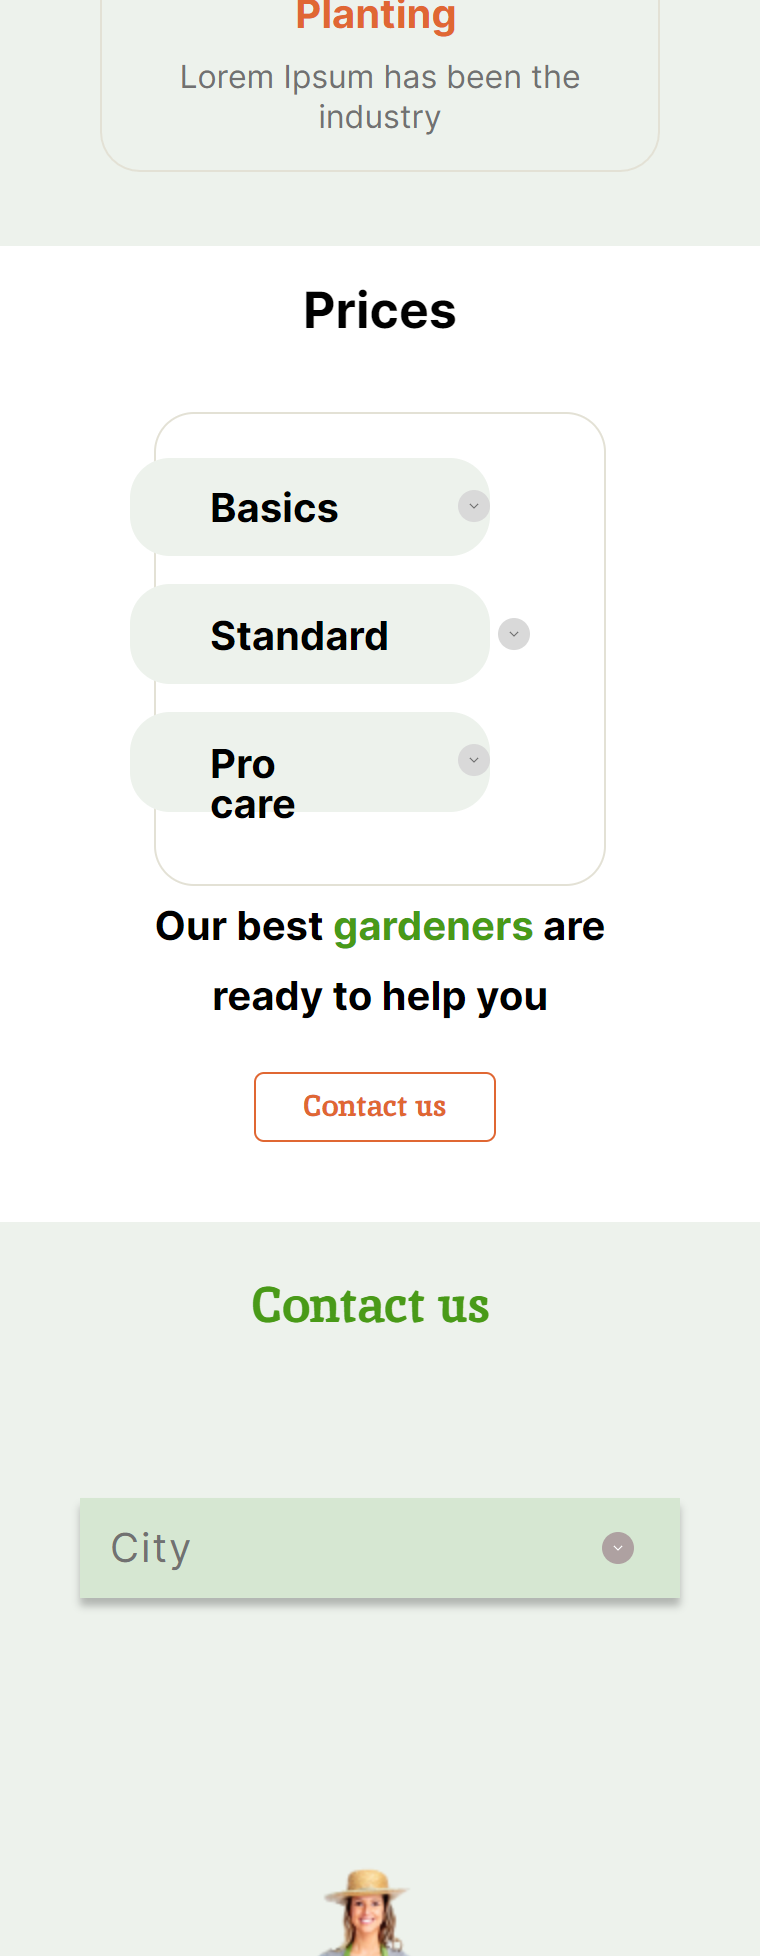 Planting
Lorem Ipsum has been the
industry
Prices
Basics
Standard
Pro
care
Our best gardeners are
ready to help you
Contact us
Contact us
City